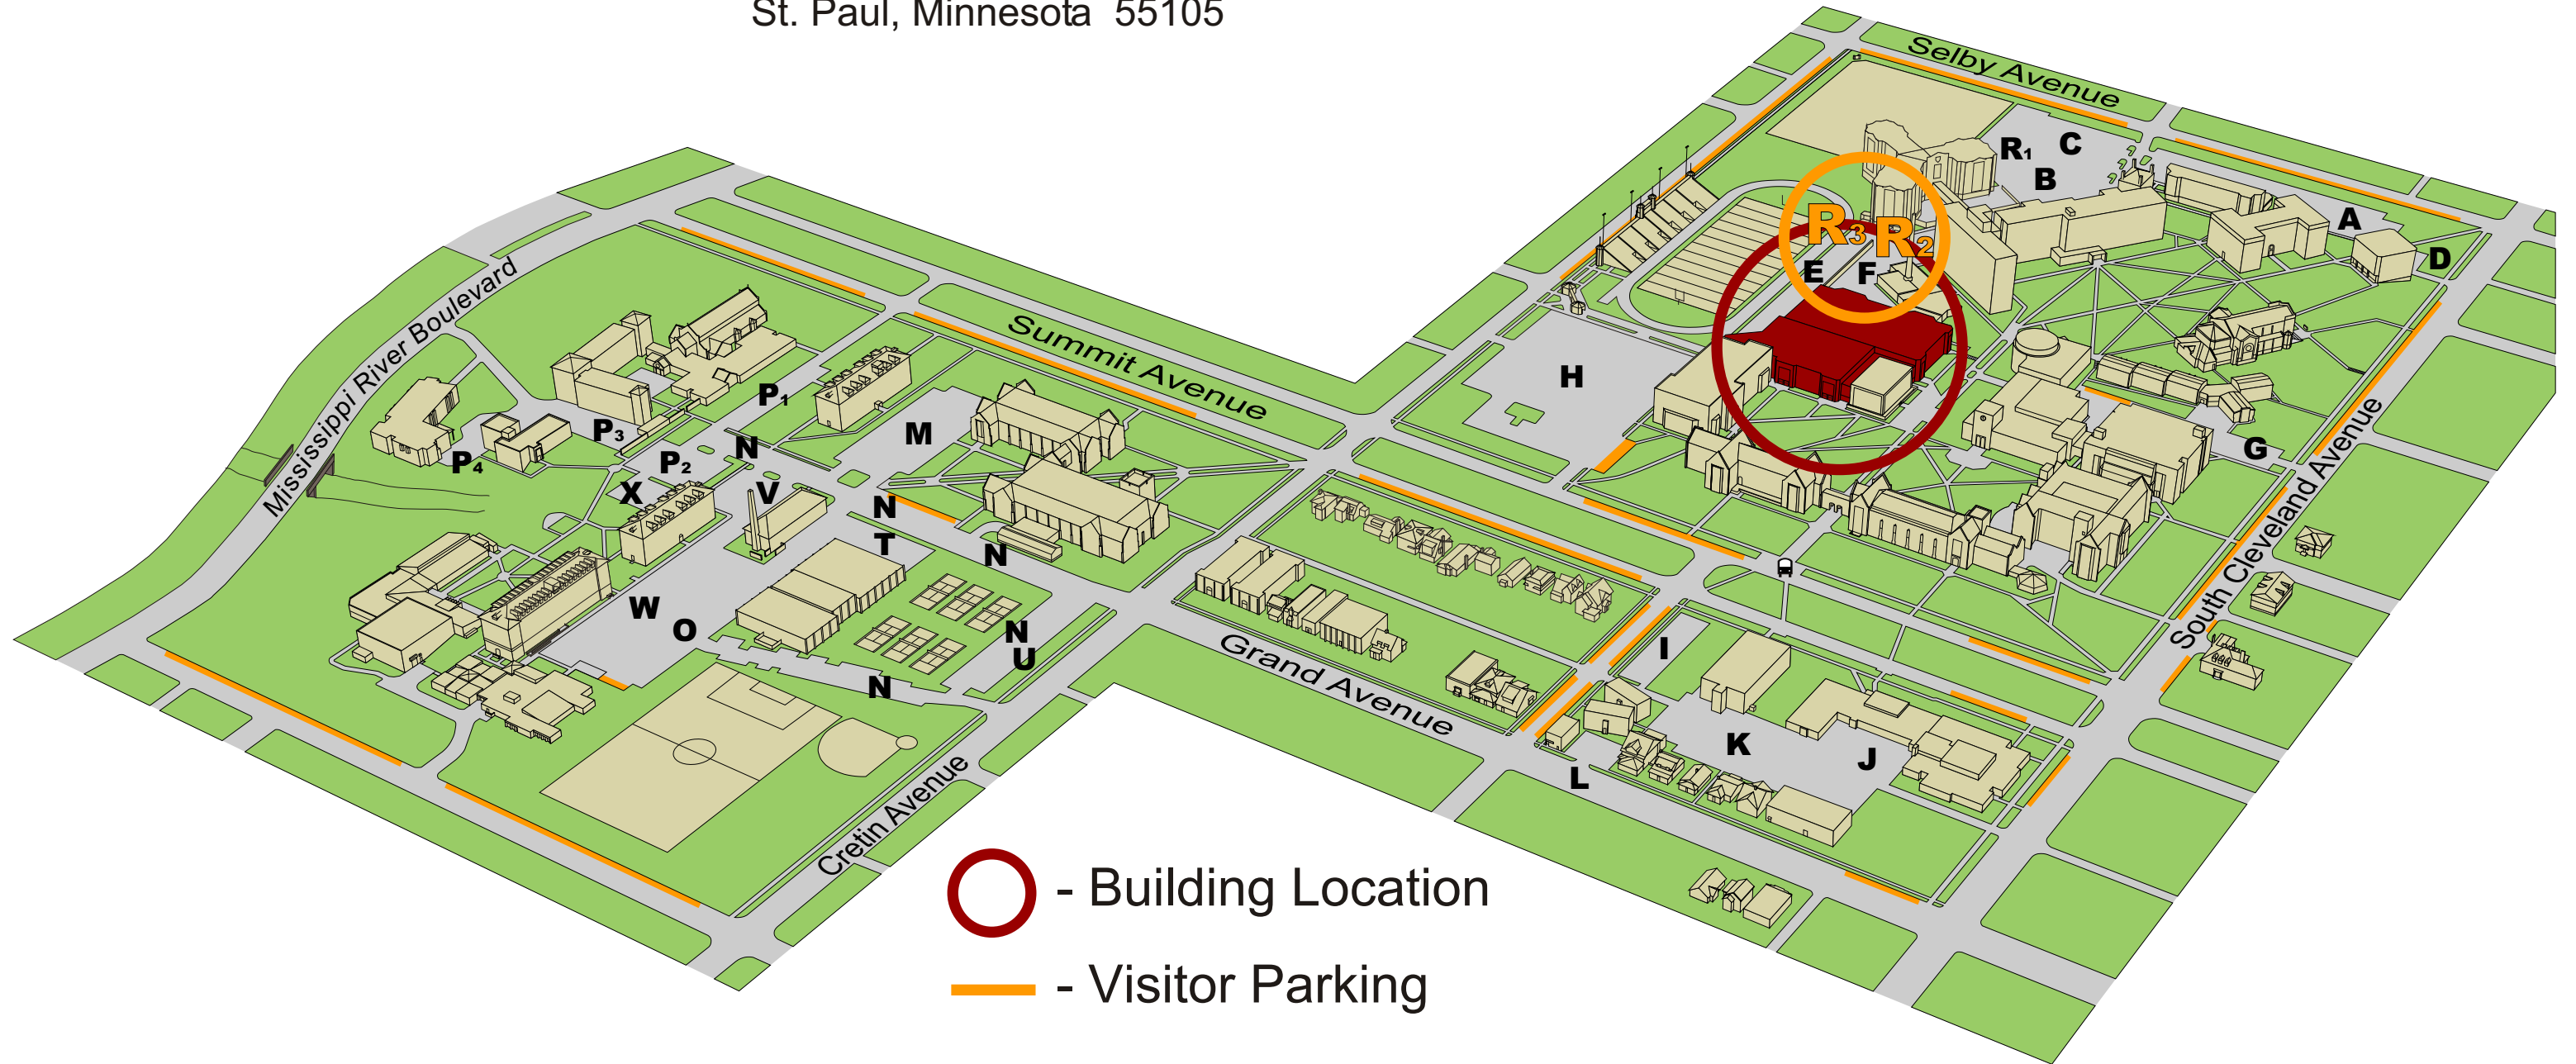 St. Paul, Minnesota 55105
Selby Avenue
R1 C
B
A
D
R3 R2
E F
Mississippi River Boulevard
Summit Avenue
H
P1
M
P3
N
P4
P2
X
V
G
South Cleveland Avenue
N
T
N
W
O
N
U
I
Grand Avenue
N
K
J
L
Cretin Avenue
- Building Location
- Visitor Parking